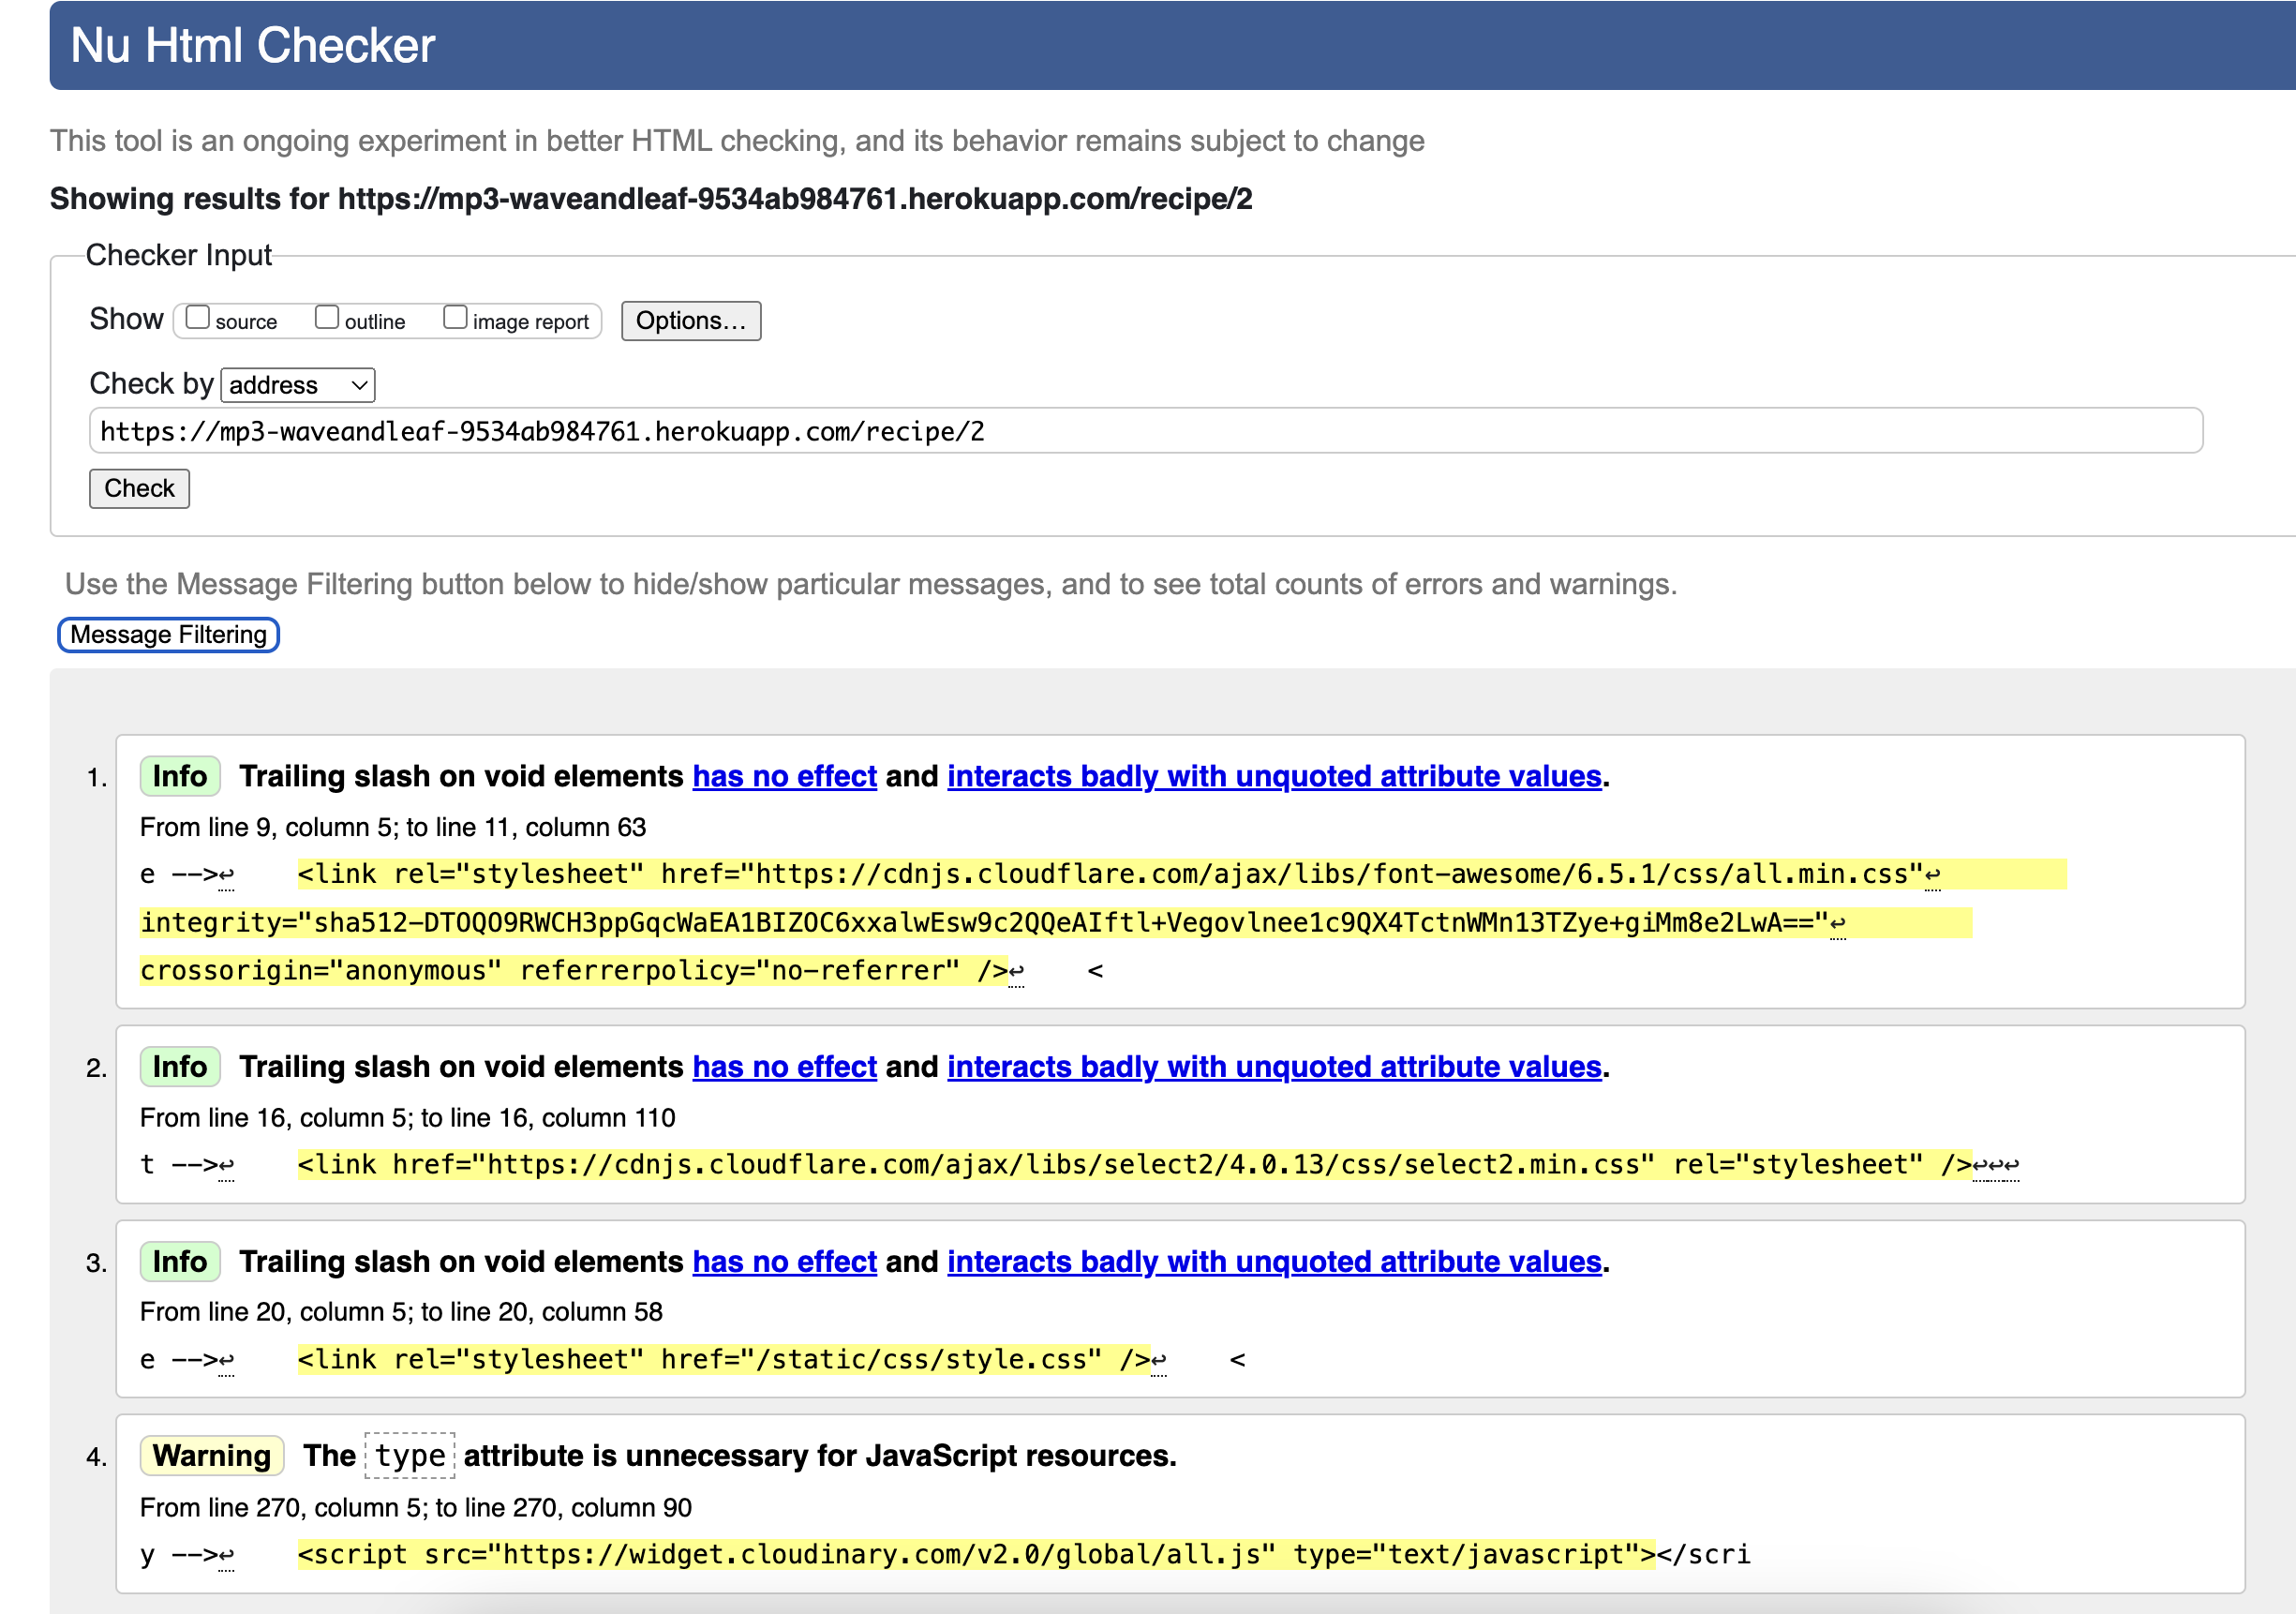 Nu Html Checker
This tool is an ongoing experiment in better HTML checking, and its behavior remains subject to change
Showing results for https://mp3-waveandleaf-9534ab984761.herokuapp.com/recipe/2
Checker Input
Show source outline image report Options...
Check by address
https://mp3-waveandleaf-9534ab984761.herokuapp.com/recipe/2
Check
Use the Message Filtering button below to hide/show particular messages, and to see total counts of errors and warnings.
Message Filtering
1. Info Trailing slash on void elements has no effect and interacts badly with unquoted attribute values.
From line 9, column 5; to line 11, column 63
e -->↩ <link rel="stylesheet" href="https://cdnjs.cloudflare.com/ajax/libs/font-awesome/6.5.1/css/all.min.css"↩
integrity="sha512-DTOQO9RWCH3ppGqcWaEA1BIZOC6xxalwEsw9c2QQeAIftl+Vegovlnee1c9QX4TctnWMn13TZye+giMm8e2LwA=="↩
crossorigin="anonymous" referrerpolicy="no-referrer" />↩ <
2. Info Trailing slash on void elements has no effect and interacts badly with unquoted attribute values.
From line 16, column 5; to line 16, column 110
t -->↩ <link href="https://cdnjs.cloudflare.com/ajax/libs/select2/4.0.13/css/select2.min.css" rel="stylesheet" />↩↩↩
3. Info Trailing slash on void elements has no effect and interacts badly with unquoted attribute values.
From line 20, column 5; to line 20, column 58
e -->↩ <link rel="stylesheet" href="/static/css/style.css" />↩ <
4. Warning The type attribute is unnecessary for JavaScript resources.
From line 270, column 5; to line 270, column 90
y -->↩ <script src="https://widget.cloudinary.com/v2.0/global/all.js" type="text/javascript"></scri